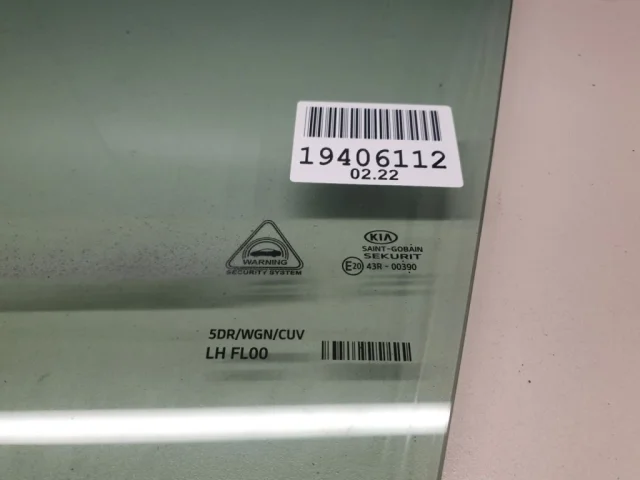 19406112
02.22
WARNING
SECURITY SYSTEM
KIA
SAINT-GOBAIN
SEKURIT
E20 43R - 00390
5DR/WGN/CUV
LH FL00